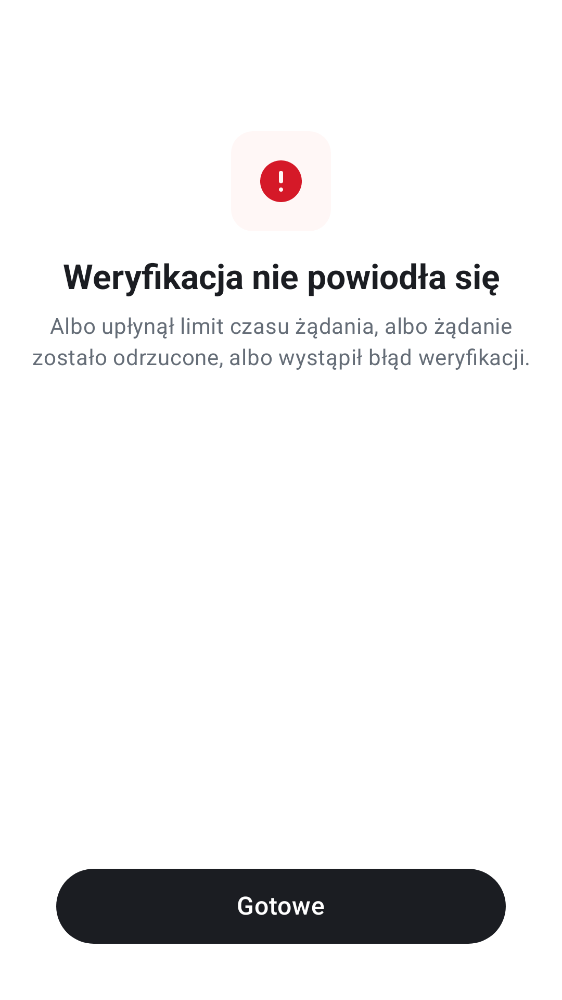 Weryfikacja nie powiodła się
Albo upłynął limit czasu żądania, albo żądanie
zostało odrzucone, albo wystąpił błąd weryfikacji.
Gotowe